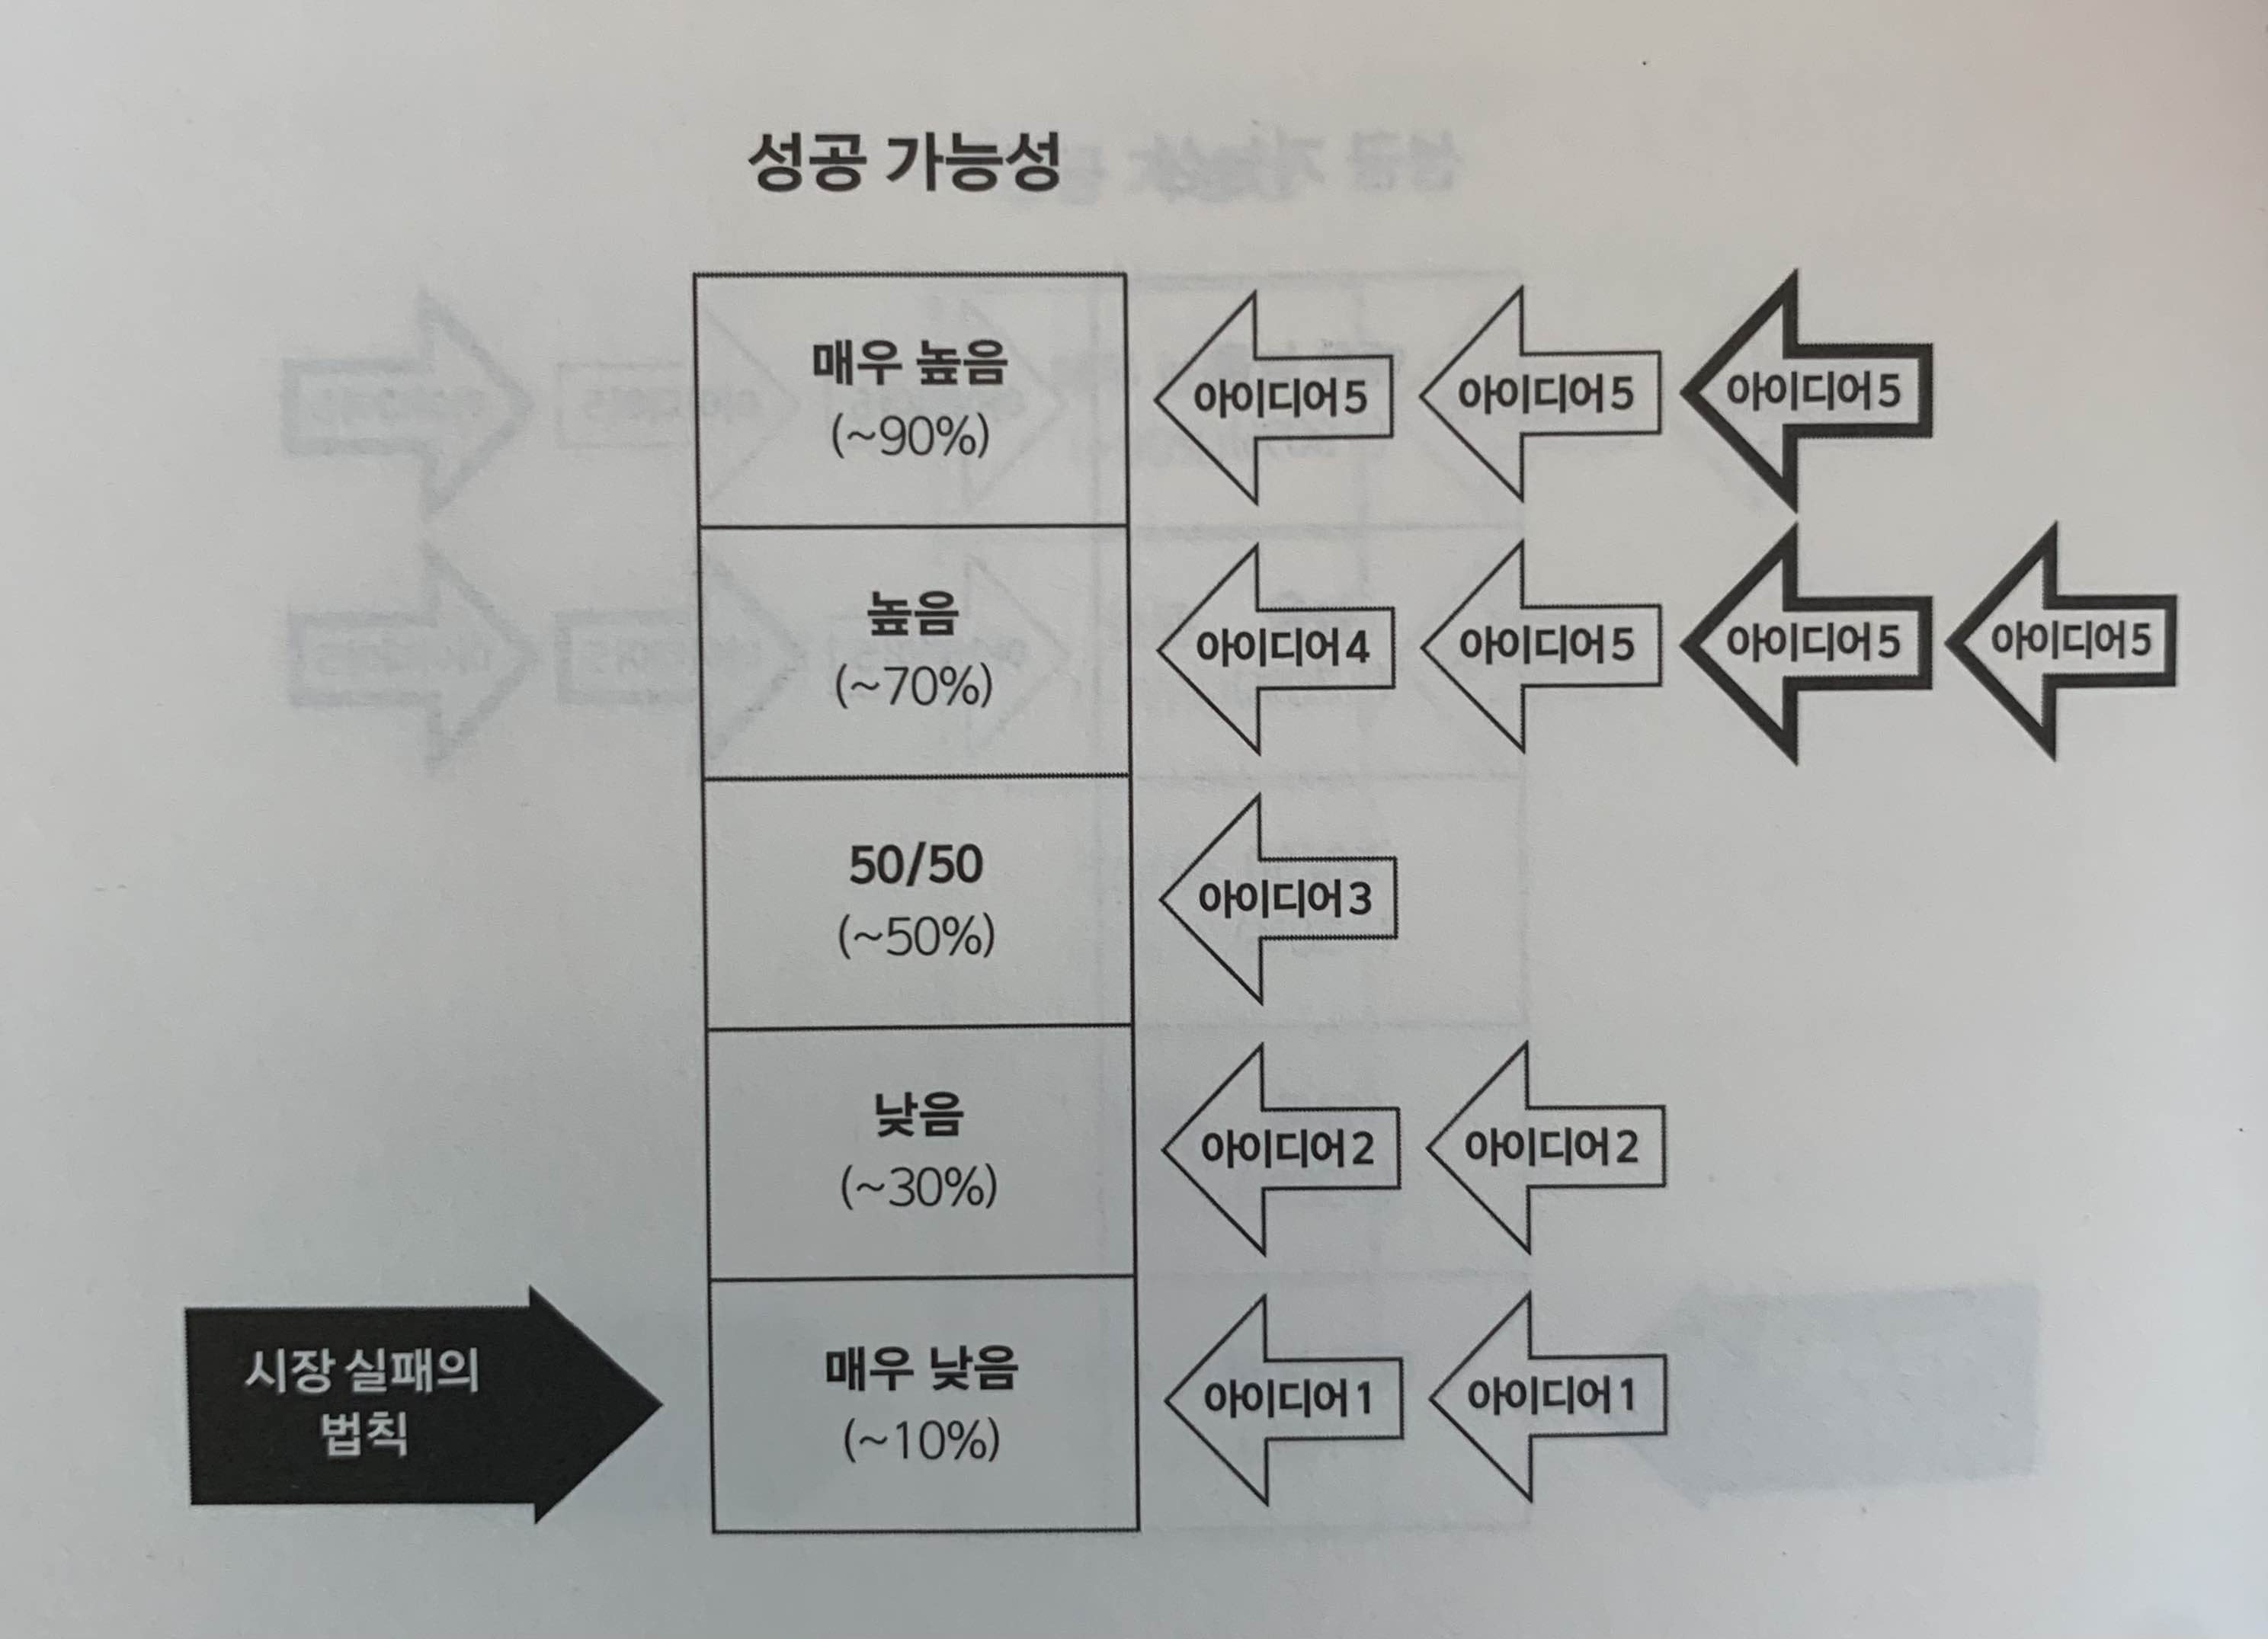 성공 가능성
매우 높음
(~90%)
아이디어5
아이디어5
아이디어5
높음
(~70%)
아이디어4
아이디어5
아이디어5
아이디어5
50/50
(~50%)
아이디어3
낮음
(~30%)
아이디어2
아이디어2
시장 실패의
법칙
매우 낮음
(~10%)
아이디어1
아이디어1